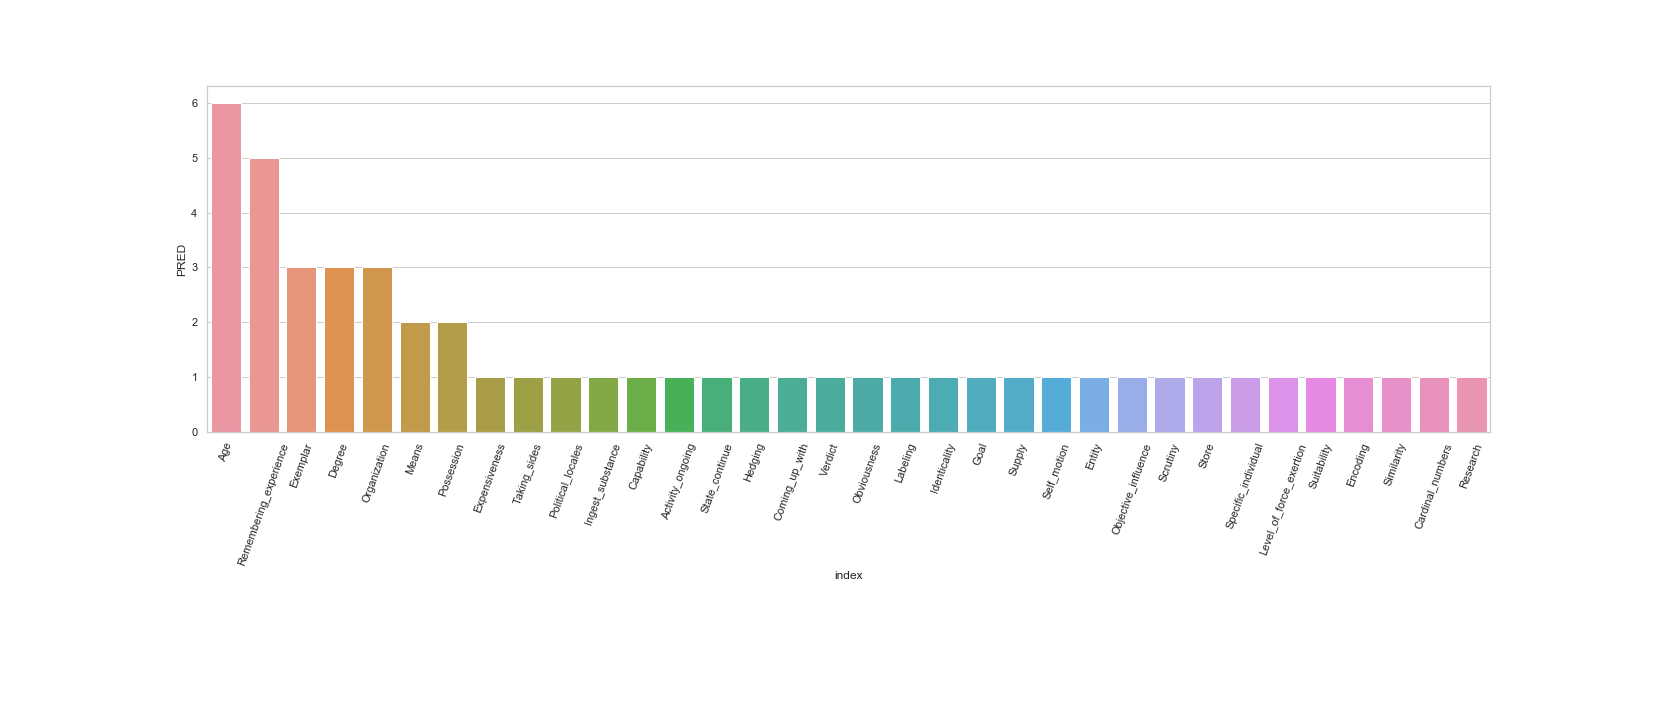 6
5
4
3
2
1
0
PRED
Age
Remembering_experience
Exemplar
Degree
Organization
Means
Possession
Expensiveness
Taking_sides
Political_locales
Ingest_substance
Capability
Activity_ongoing
State_continue
Hedging
Coming_up_with
Verdict
Obviousness
Labeling
Identicality
Goal
Supply
Self_motion
Entity
Objective_influence
Scrutiny
Store
Specific_individual
Level_of_force_exertion
Suitability
Encoding
Similarity
Cardinal_numbers
Research
index